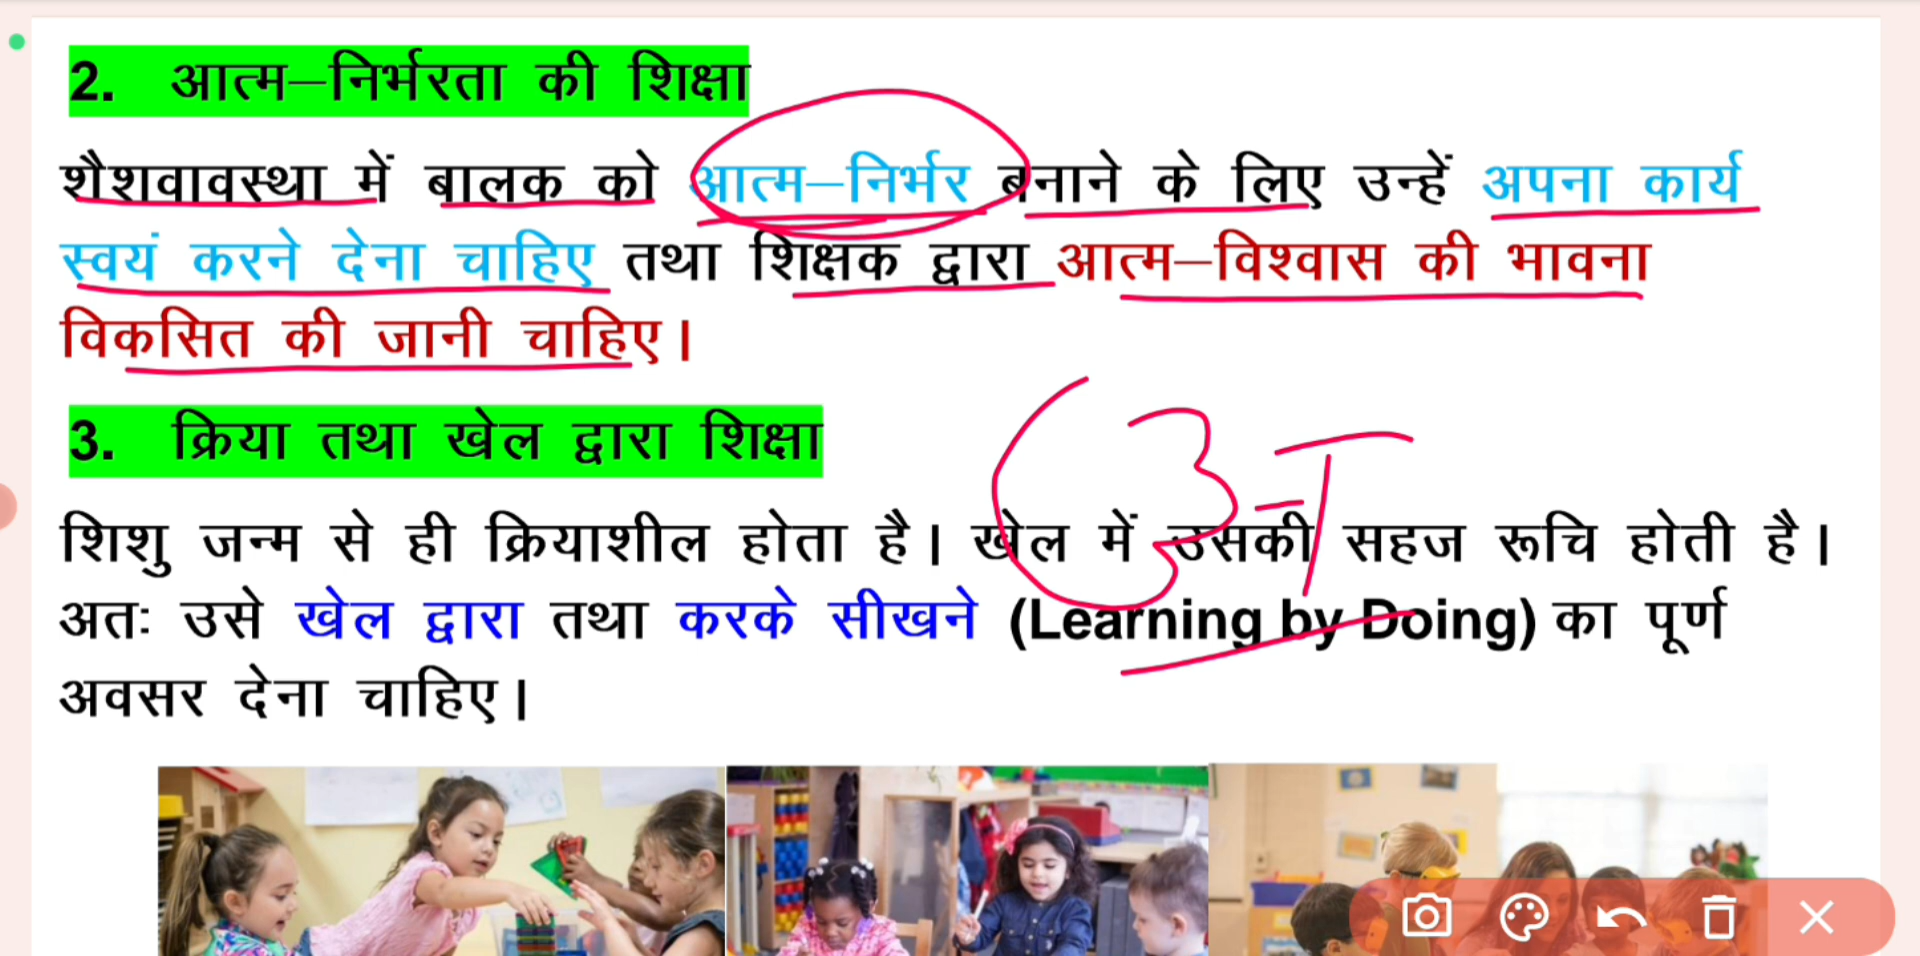 2. आत्म–निर्भरता की शिक्षा
शैशवावस्था में बालक को आत्म–निर्भर बनाने के लिए उन्हें अपना कार्य
स्वयं करने देना चाहिए तथा शिक्षक द्वारा आत्म–विश्वास की भावना
विकसित की जानी चाहिए।
3. क्रिया तथा खेल द्वारा शिक्षा
3-I
शिशु जन्म से ही क्रियाशील होता है। खेल में उसकी सहज रूचि होती है।
अतः उसे खेल द्वारा तथा करके सीखने (Learning by Doing) का पूर्ण
अवसर देना चाहिए।